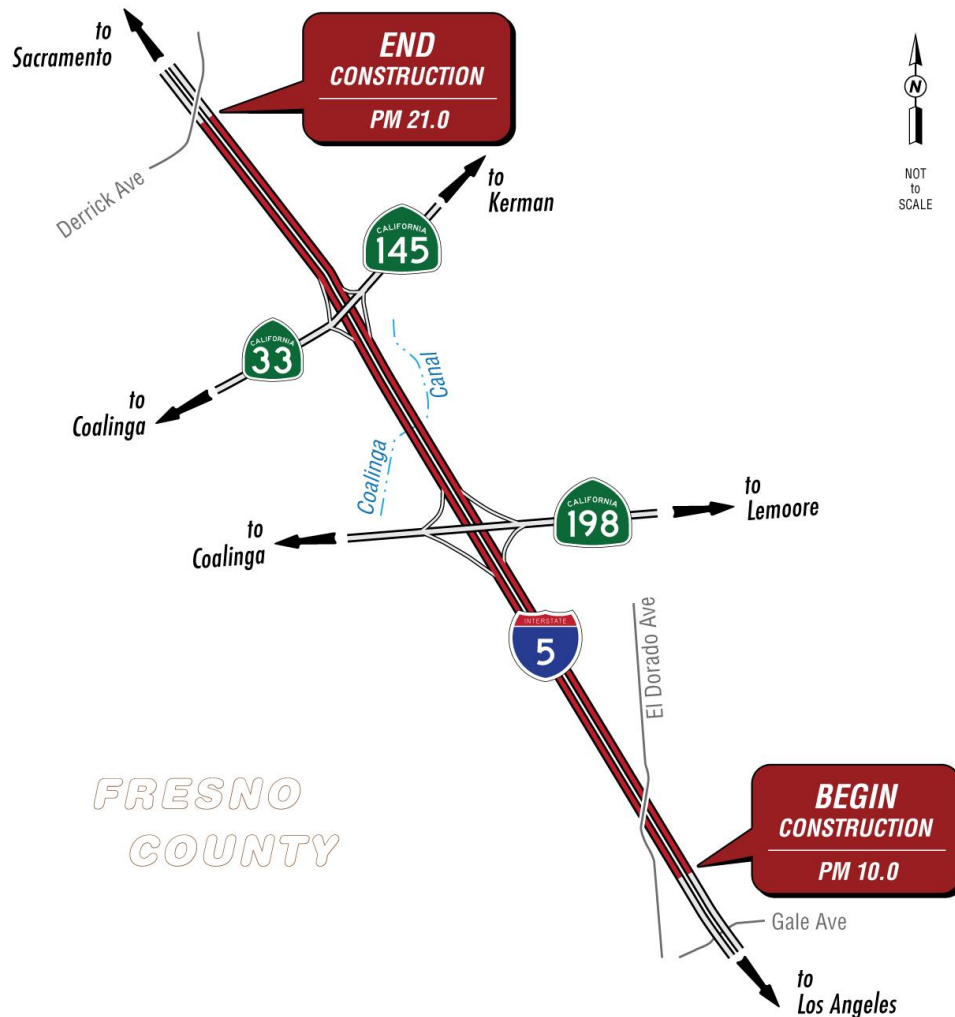 to
Sacramento
END
CONSTRUCTION
PM 21.0
N
NOT
to
SCALE
Derrick Ave
to
Kerman
CALIFORNIA
145
CALIFORNIA
33
to
Coalinga
Canal
Coalinga
to
Coalinga
CALIFORNIA
198
to
Lemoore
INTERSTATE
5
El Dorado Ave
FRESNO
COUNTY
BEGIN
CONSTRUCTION
PM 10.0
Gale Ave
to
Los Angeles